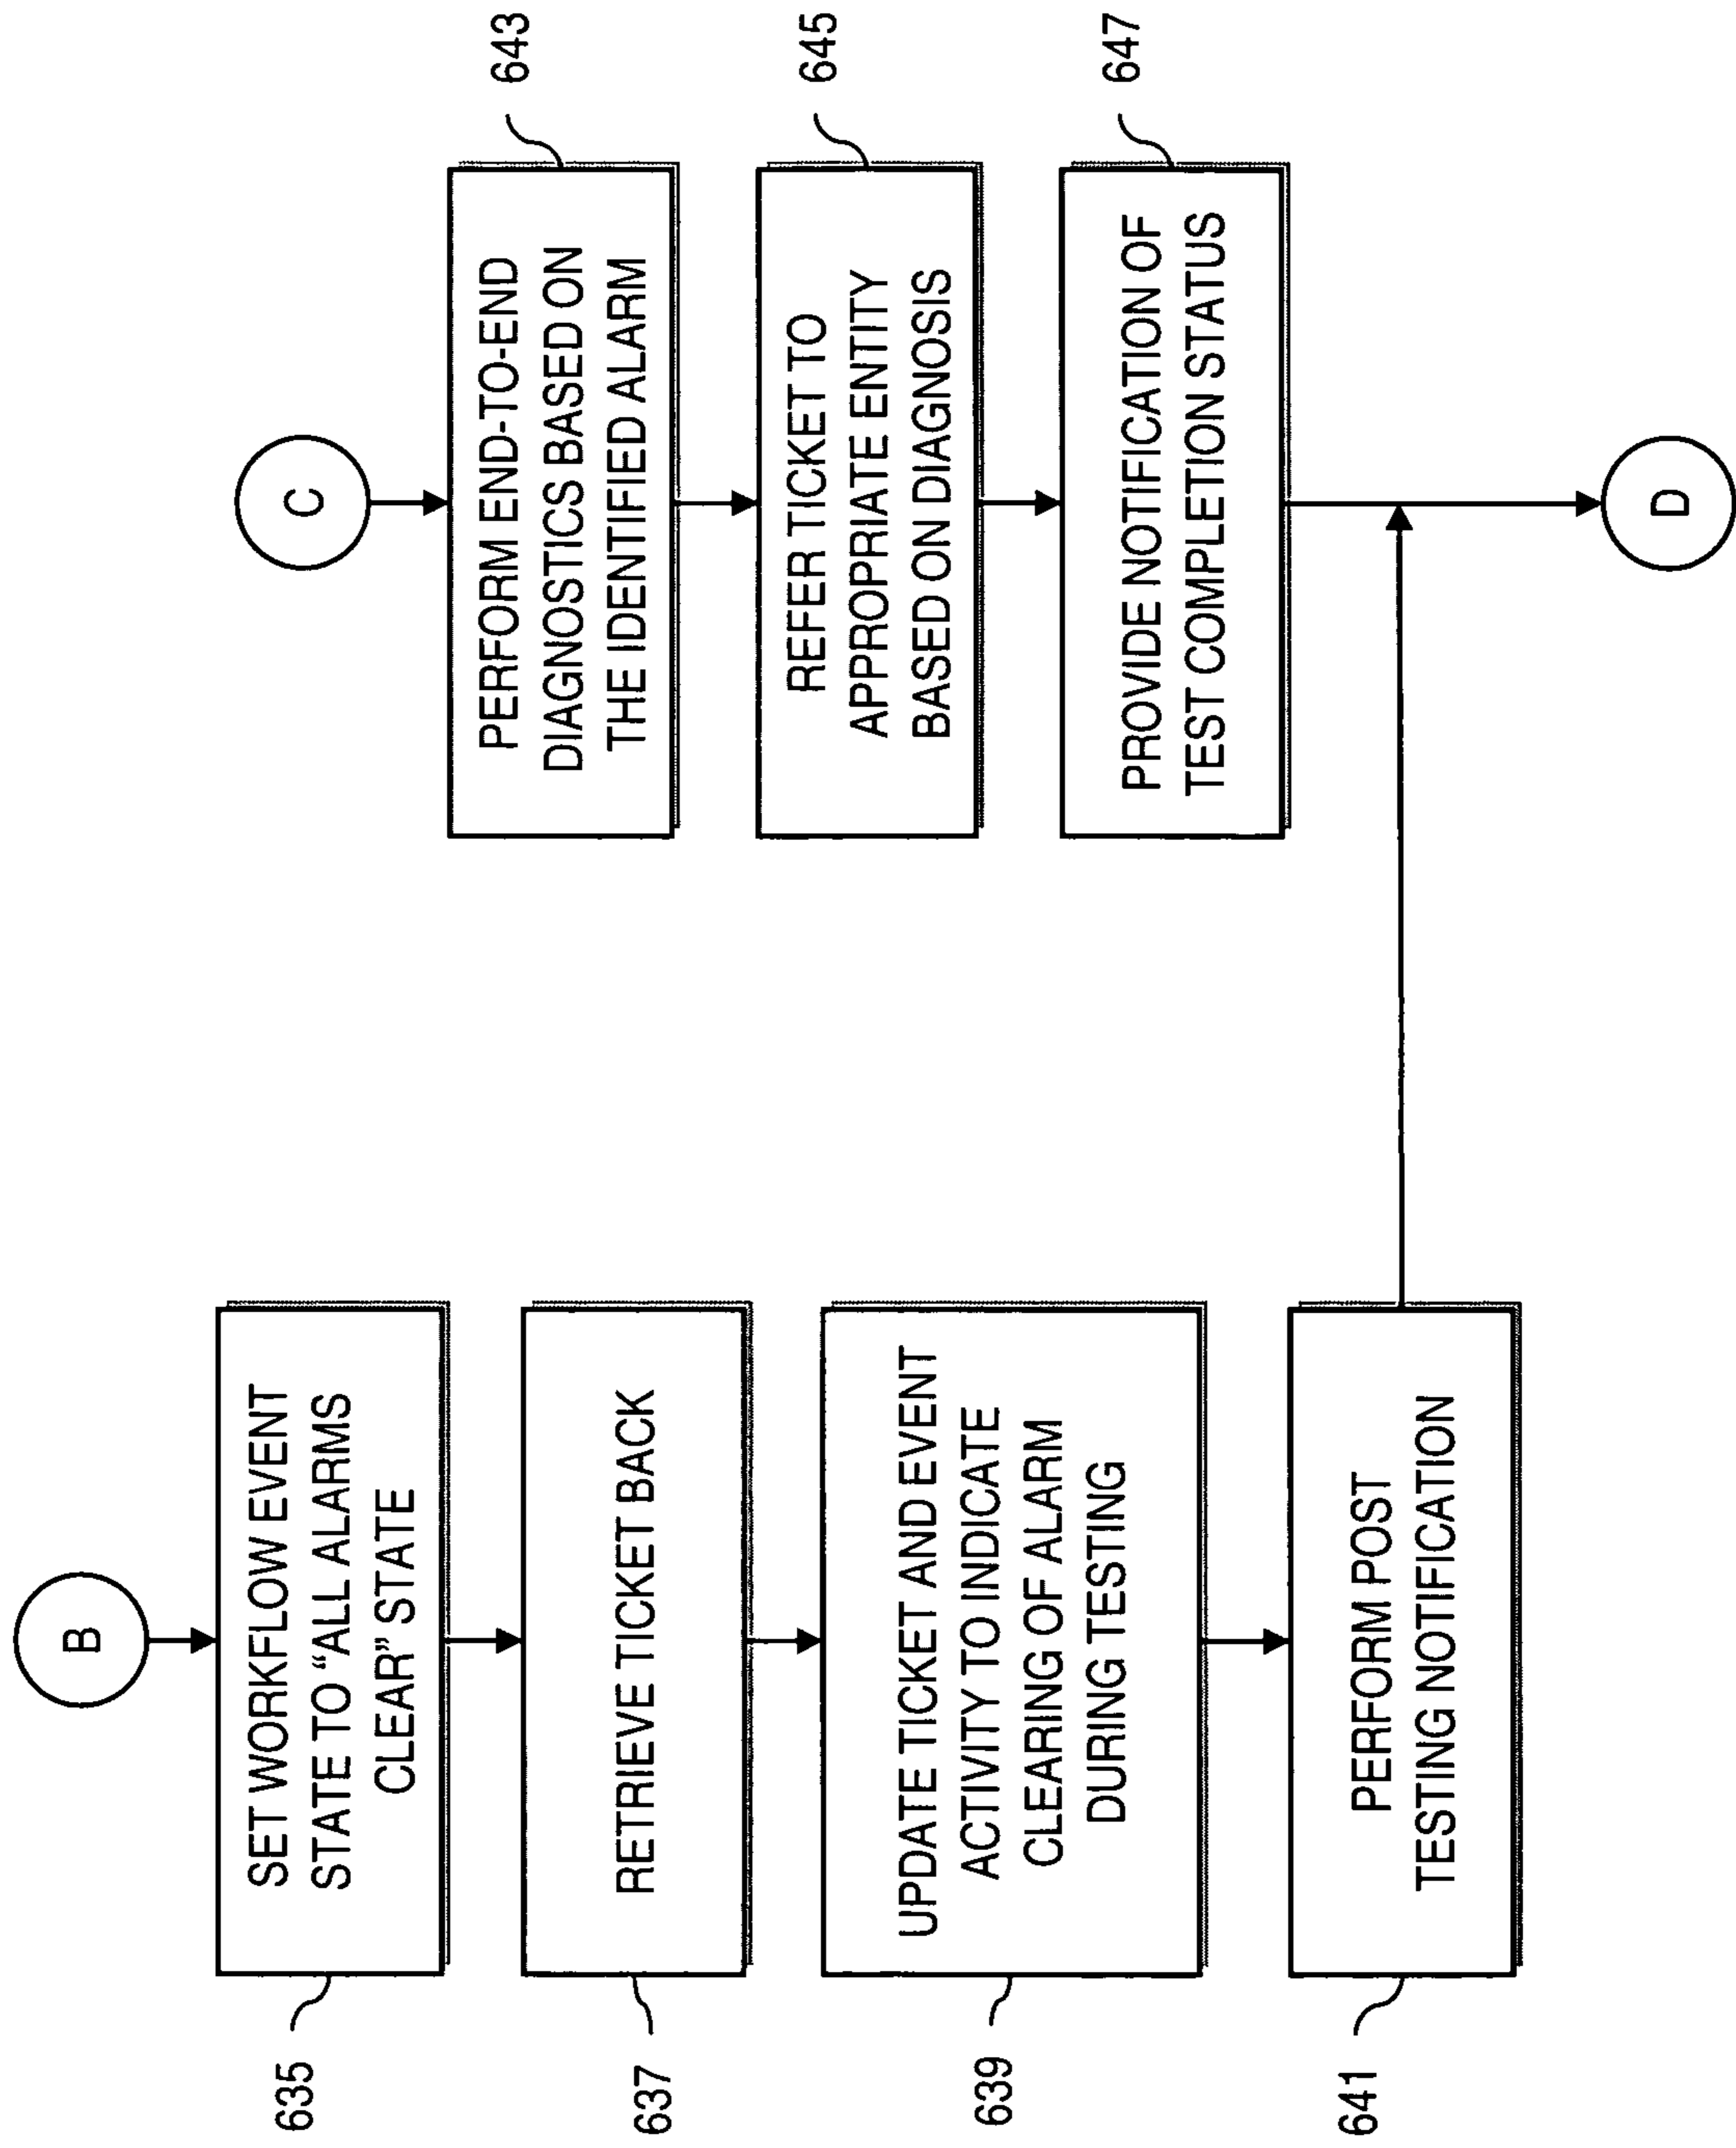 B
SET WORKFLOW EVENT
STATE TO “ALL ALARMS
CLEAR” STATE
635
RETRIEVE TICKET BACK
637
UPDATE TICKET AND EVENT
ACTIVITY TO INDICATE
CLEARING OF ALARM
DURING TESTING
639
PERFORM POST
TESTING NOTIFICATION
641
C
PERFORM END-TO-END
DIAGNOSTICS BASED ON
THE IDENTIFIED ALARM
643
REFER TICKET TO
APPROPRIATE ENTITY
BASED ON DIAGNOSIS
645
PROVIDE NOTIFICATION OF
TEST COMPLETION STATUS
647
D